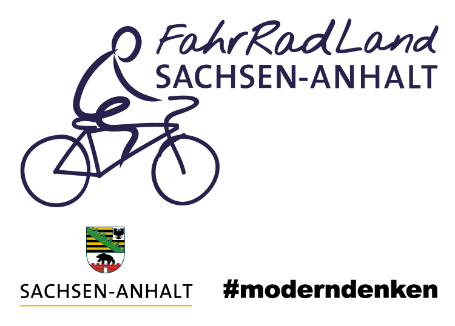 FahrRadLand
SACHSEN-ANHALT
SACHSEN-ANHALT
#moderndenken